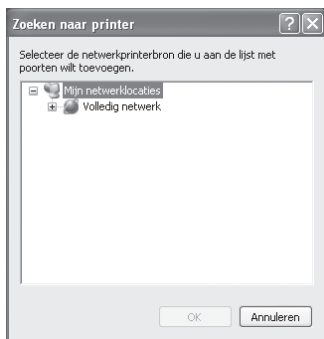 Zoeken naar printer
Selecteer de netwerkprinterbron die u aan de lijst met
poorten wilt toevoegen.
Mijn netwerklocaties
Volledig netwerk
OK
Annuleren